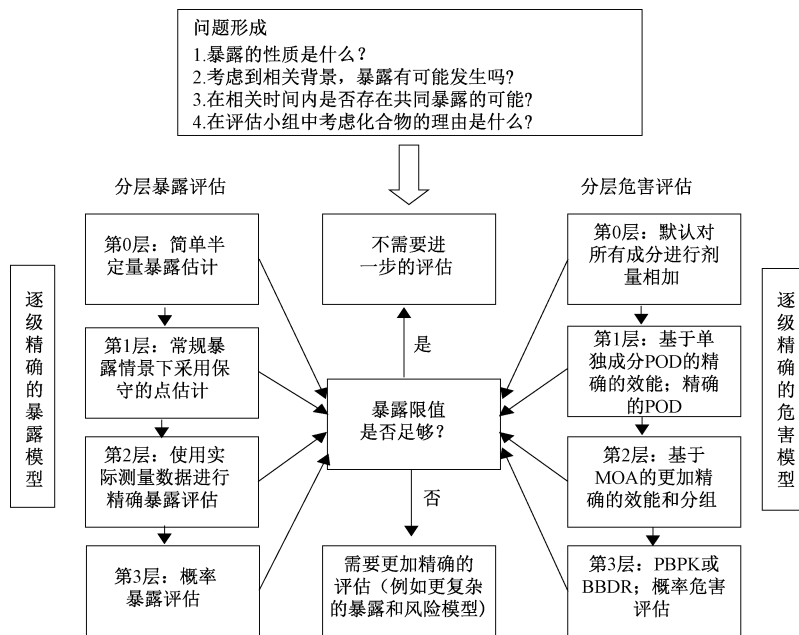 问题形成
1.暴露的性质是什么？
2.考虑到相关背景，暴露有可能发生吗?
3.在相关时间内是否存在共同暴露的可能?
4.在评估小组中考虑化合物的理由是什么?
分层暴露评估
分层危害评估
第0层：简单半
定量暴露估计
不需要进
一步的评估
第0层：默认对
所有成分进行剂
量相加
逐级精确的暴露模型
逐级精确的危害模型
第1层：常规暴
露情景下采用保
守的点估计
是
第1层：基于单
独成分POD的精
确的效能；精确
的POD
暴露限值
是否足够?
第2层：使用实
际测量数据进行
精确暴露评估
第2层：基于
MOA的更加精
确的效能和分组
否
第3层：概率
暴露评估
需要更加精确的
评估（例如更复杂
的暴露和风险模型）
第3层：PBPK或
BBDR；概率危害
评估